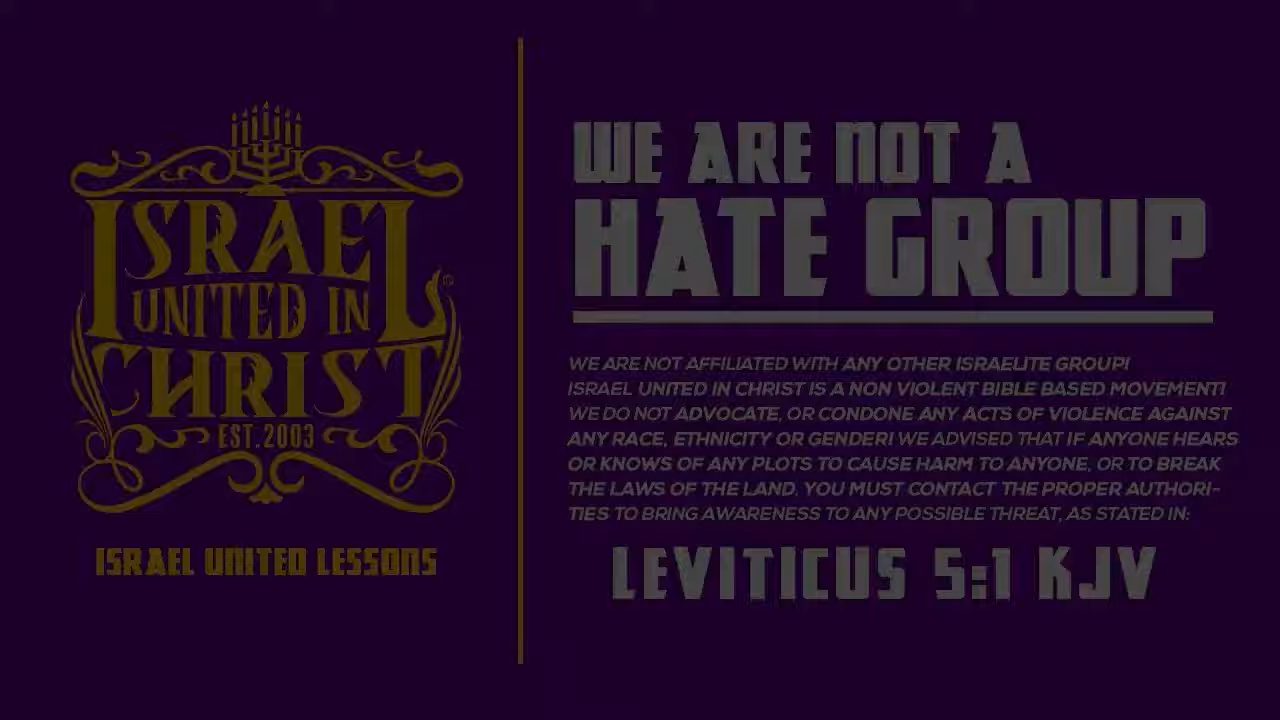 ISRAEL
UNITED IN
CHRIST
EST. 2003
ISRAEL UNITED LESSONS
WE ARE NOT A
HATE GROUP
WE ARE NOT AFFILIATED WITH ANY OTHER ISRAELITE GROUP!
ISRAEL UNITED IN CHRIST IS A NON VIOLENT BIBLE BASED MOVEMENT!
WE DO NOT ADVOCATE, OR CONDONE ANY ACTS OF VIOLENCE AGAINST
ANY RACE, ETHNICITY OR GENDER! WE ADVISED THAT IF ANYONE HEARS
OR KNOWS OF ANY PLOTS TO CAUSE HARM TO ANYONE, OR TO BREAK
THE LAWS OF THE LAND. YOU MUST CONTACT THE PROPER AUTHORI-
TIES TO BRING AWARENESS TO ANY POSSIBLE THREAT, AS STATED IN:
LEVITICUS 5:1 KJV